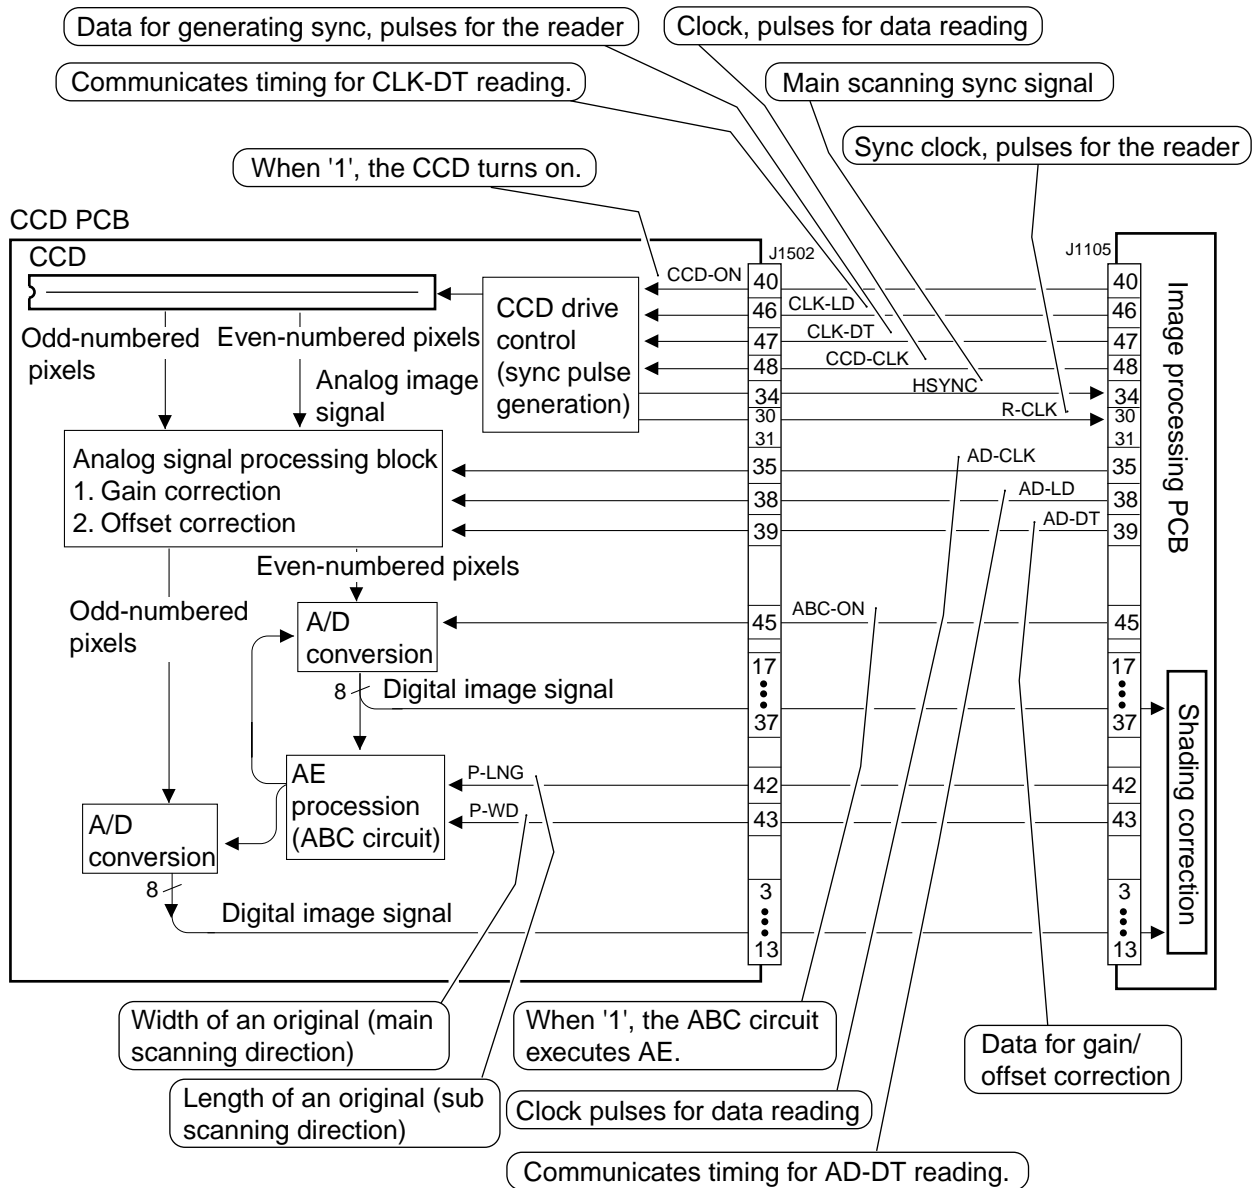 Data for generating sync, pulses for the reader
Clock, pulses for data reading
Communicates timing for CLK-DT reading.
Main scanning sync signal
When '1', the CCD turns on.
Sync clock, pulses for the reader
CCD PCB
CCD
J1502
J1105
CCD-ON
40
40
CCD drive
control
(sync pulse
generation)
46
CLK-LD
46
Odd-numbered
pixels
Even-numbered pixels
47
CLK-DT
47
48
CCD-CLK
48
Analog image
signal
34
HSYNC
34
30
R-CLK
30
31
31
Image processing PCB
Analog signal processing block
1. Gain correction
2. Offset correction
35
AD-CLK
35
38
AD-LD
38
39
AD-DT
39
Even-numbered pixels
Odd-numbered
pixels
A/D
conversion
45
ABC-ON
45
8
Digital image signal
17
37
17
37
Shading correction
AE
procession
(ABC circuit)
P-LNG
42
42
P-WD
43
43
A/D
conversion
8
Digital image signal
3
13
3
13
Width of an original (main
scanning direction)
When '1', the ABC circuit
executes AE.
Data for gain/
offset correction
Length of an original (sub
scanning direction)
Clock pulses for data reading
Communicates timing for AD-DT reading.